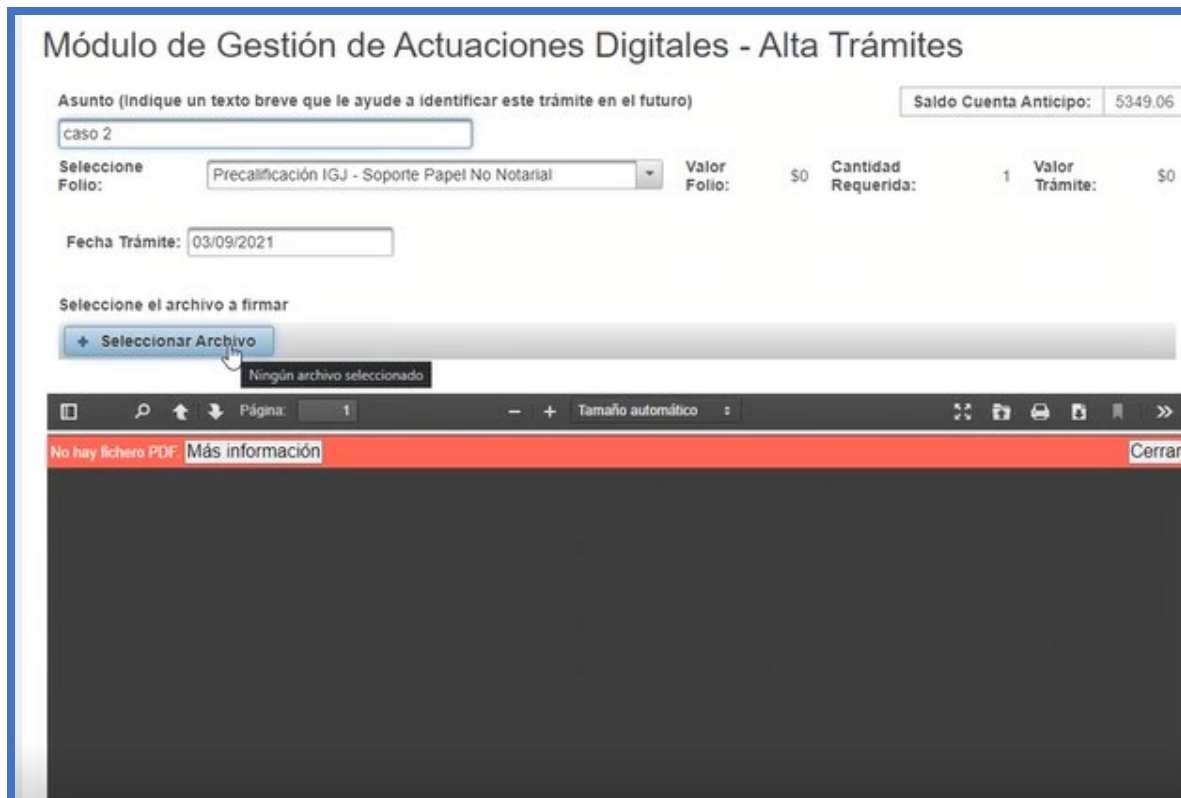 Módulo de Gestión de Actuaciones Digitales - Alta Trámites
Asunto (Indique un texto breve que le ayude a identificar este trámite en el futuro)
Saldo Cuenta Anticipo: 5349.06
caso 2
Seleccione Folio: Precalificación IGJ - Soporte Papel No Notarial Valor Folio: $0 Cantidad Requerida: 1 Valor Trámite: $0
Fecha Trámite: 03/09/2021
Seleccione el archivo a firmar
+ Seleccionar Archivo
Ningún archivo seleccionado
Página: 1 − + Tamaño automático
No hay fichero PDF. Más información Cerrar